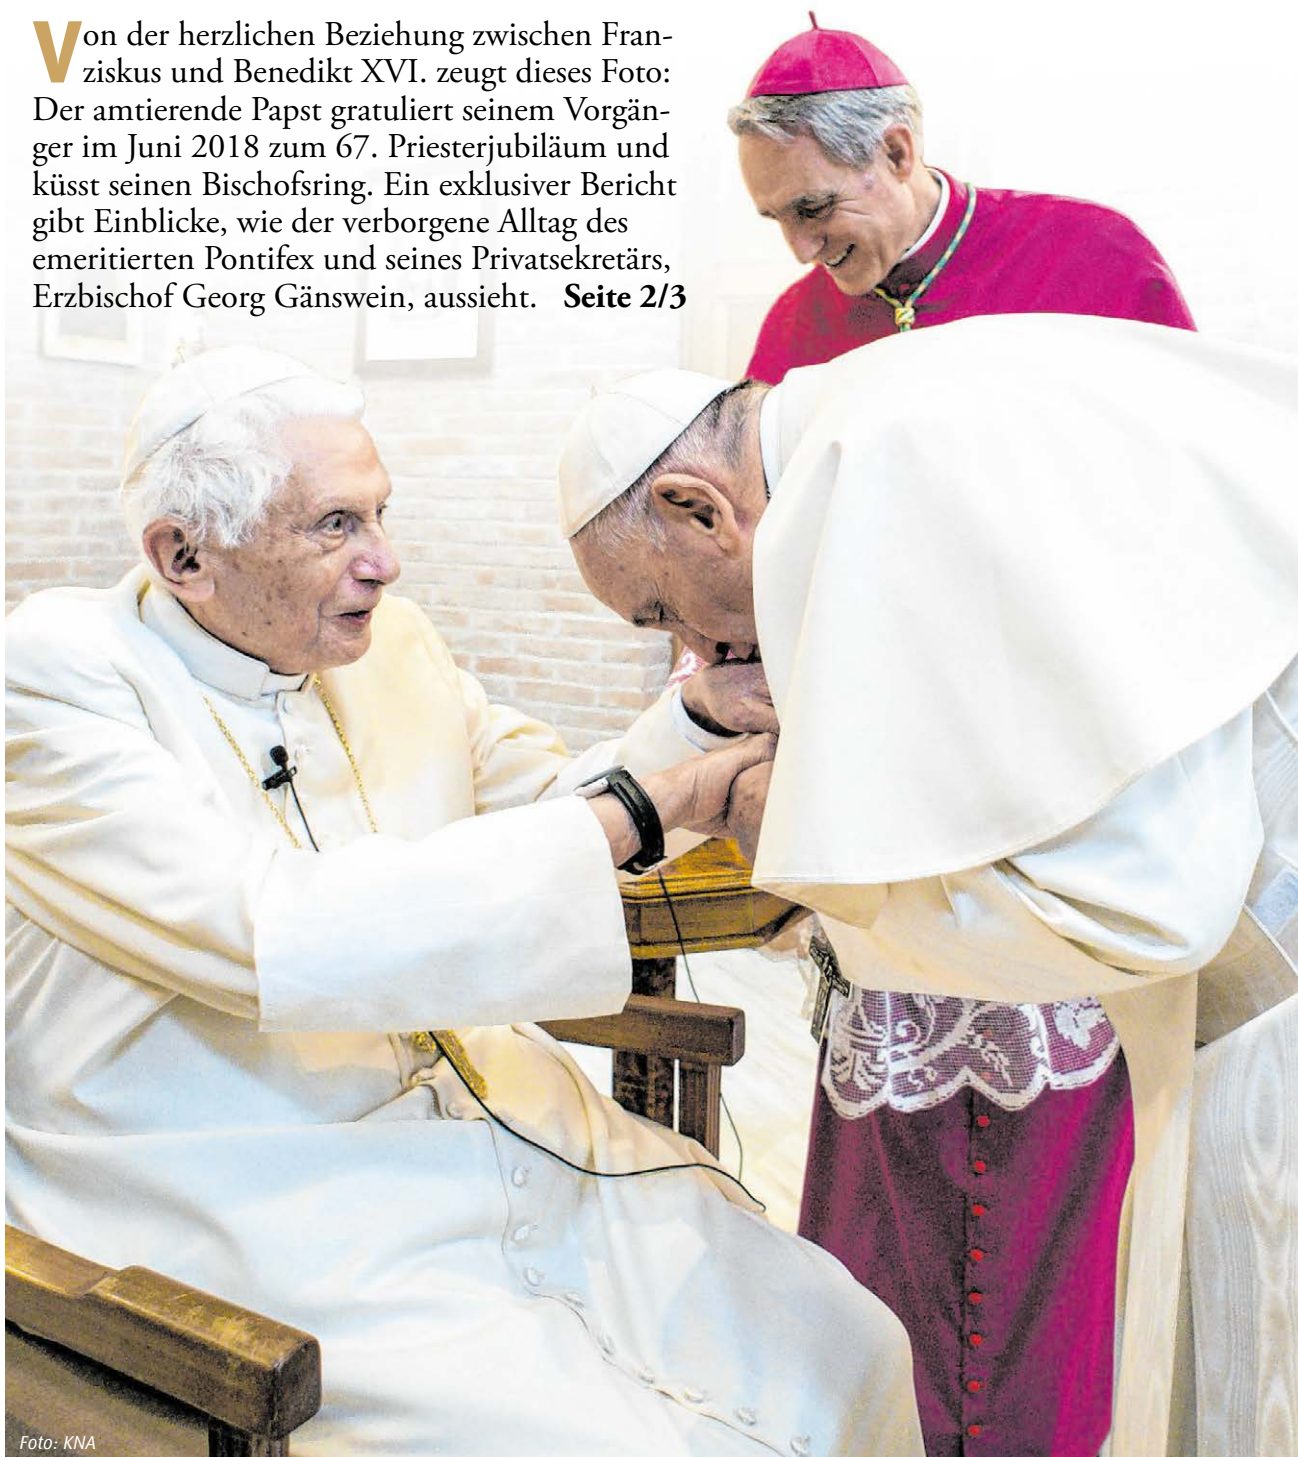 Von der herzlichen Beziehung zwischen Fran-
ziskus und Benedikt XVI. zeugt dieses Foto:
Der amtierende Papst gratuliert seinem Vorgän-
ger im Juni 2018 zum 67. Priesterjubiläum und
küsst seinen Bischofsring. Ein exklusiver Bericht
gibt Einblicke, wie der verborgene Alltag des
emeritierten Pontifex und seines Privatsekretärs,
Erzbischof Georg Gänswein, aussieht. Seite 2/3
Foto: KNA